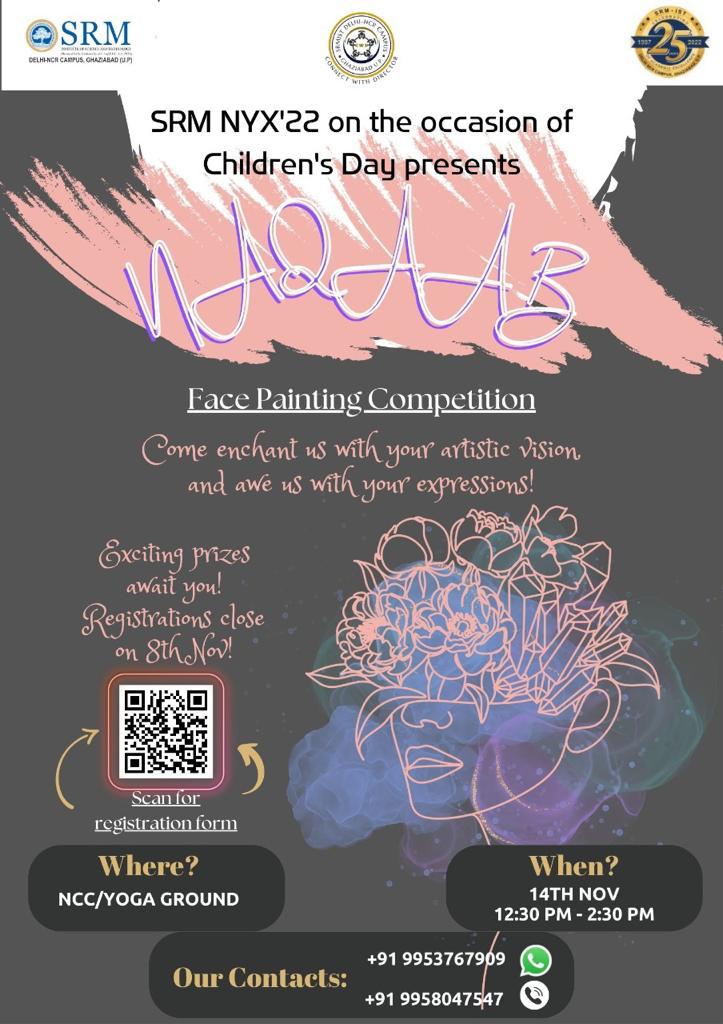 SRM
DELHI-NCR CAMPUS, GHAZIABAD (U.P)
SRMIST DELHI-NCR CAMPUS
GHAZIABAD U.P.
CONNECT WITH DIRECTOR
SRM - IST
1997 25 2022
SRM NYX'22 on the occasion of
Children's Day presents
NAQAAB
Face Painting Competition
Come enchant us with your artistic vision,
and awe us with your expressions!
Exciting prizes
await you!
Registrations close
on 8th Nov!
Scan for
registration form
Where?
NCC/YOGA GROUND
When?
14TH NOV
12:30 PM - 2:30 PM
Our Contacts:
+91 9953767909
+91 9958047547